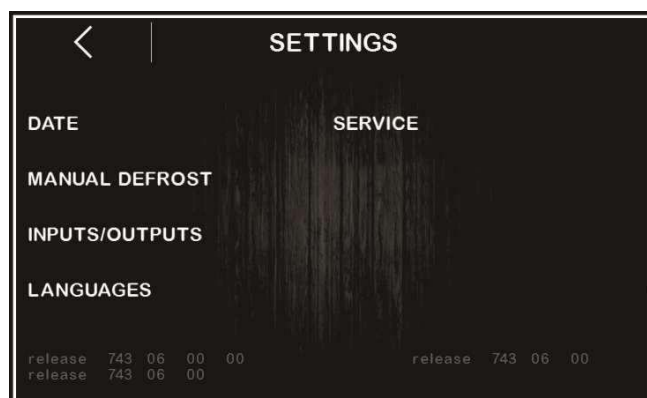 SETTINGS
DATE
SERVICE
MANUAL DEFROST
INPUTS/OUTPUTS
LANGUAGES
release 743 06 00 00
release 743 06 00
release 743 06 00